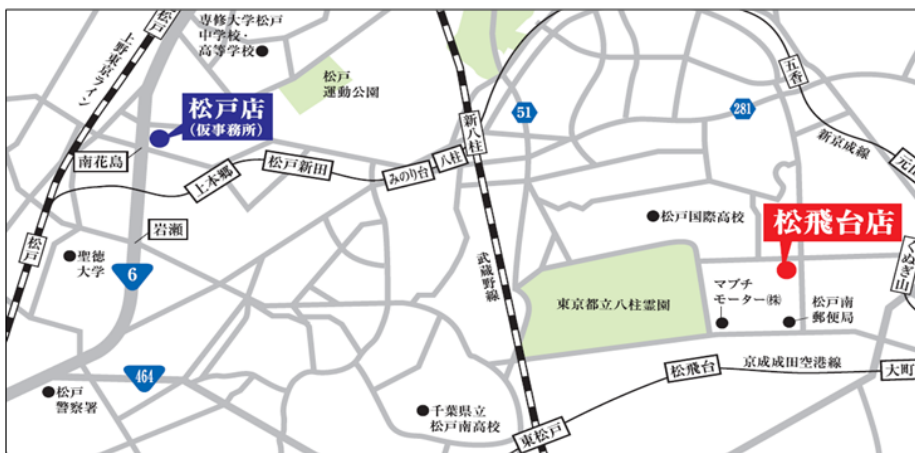 松戸
専修大学松戸
中学校・
高等学校
上野東京ライン
松戸
運動公園
松戸店
（仮事務所）
南花島
上本郷
松戸新田
みのり台
八柱
新八柱
51
281
五香
新京成線
元山
くぬぎ山
松戸国際高校
松飛台店
岩瀬
松戸
聖徳
大学
6
武蔵野線
東京都立八柱霊園
マブチ
モーター㈱
松戸南
郵便局
464
松戸
警察署
千葉県立
松戸南高校
東松戸
松飛台
京成成田空港線
大町